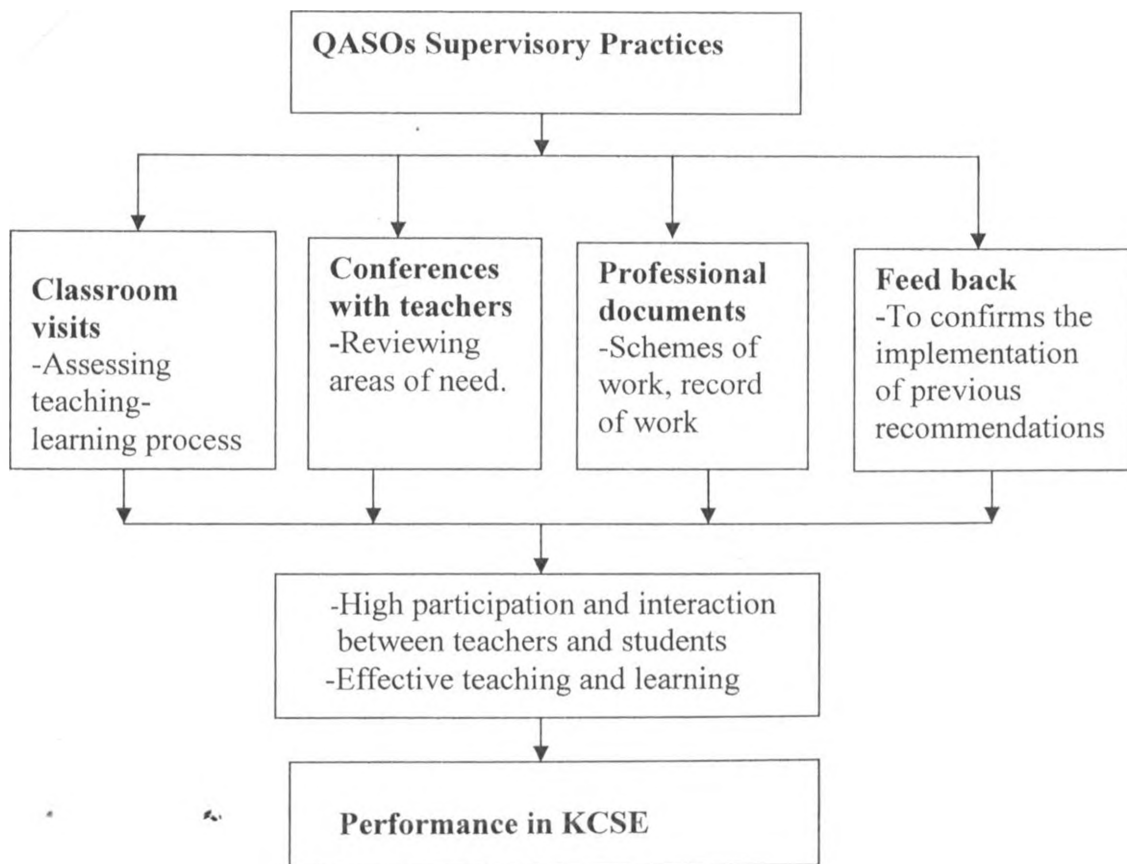 QASOs Supervisory Practices
Classroom
visits
-Assessing
teaching-
learning process
Conferences
with teachers
-Reviewing
areas of need.
Professional
documents
-Schemes of
work, record
of work
Feed back
-To confirms the
implementation
of previous
recommendations
-High participation and interaction
between teachers and students
-Effective teaching and learning
Performance in KCSE